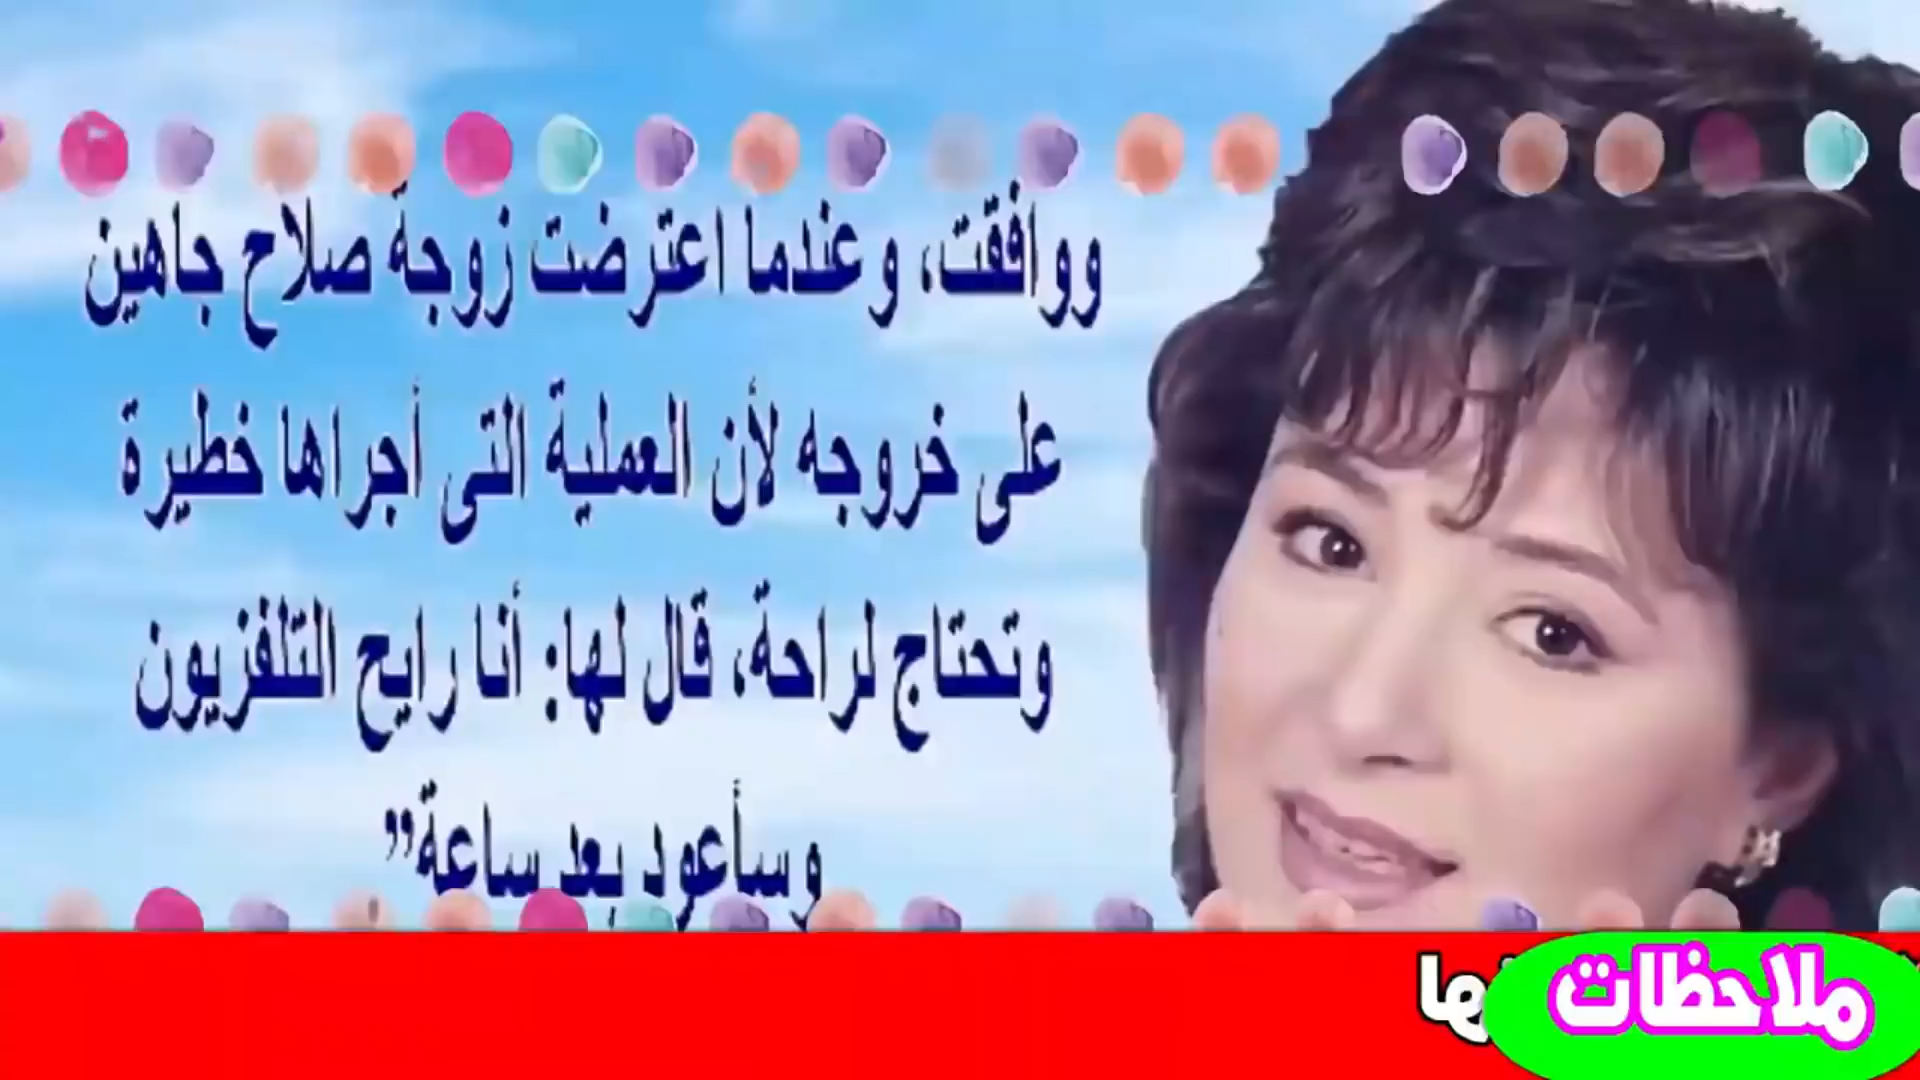 ووافقت، وعندما اعترضت زوجة صلاح جاهين
على خروجه لأن العملية التى أجراها خطيرة
وتحتاج لراحة، قال لها: أنا رايح التلفزيون
وسأعود بعد ساعة”
ملاحظات